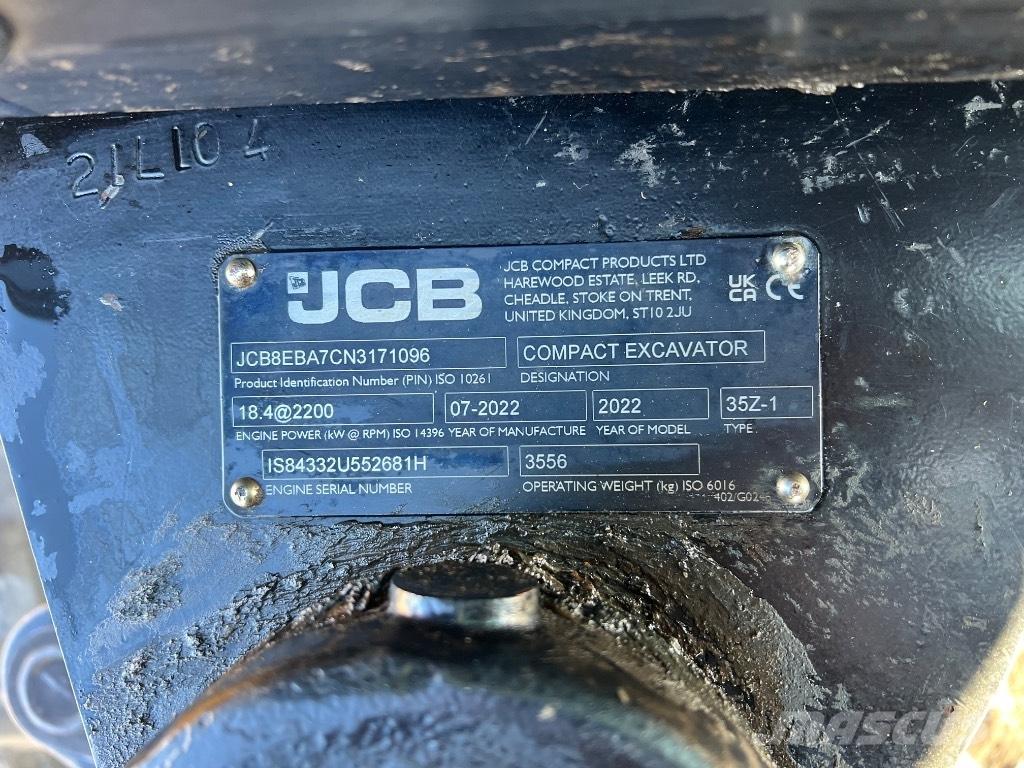 21L104
JCB
JCB COMPACT PRODUCTS LTD
HAREWOOD ESTATE, LEEK RD,
CHEADLE, STOKE ON TRENT,
UNITED KINGDOM, ST10 2JU
UK
CA CE
JCB8EBA7CN3171096
Product Identification Number (PIN) ISO 10261
COMPACT EXCAVATOR
DESIGNATION
18.4@2200
ENGINE POWER (kW @ RPM) ISO 14396
07-2022
YEAR OF MANUFACTURE
2022
YEAR OF MODEL
35Z-1
TYPE
IS84332U552681H
ENGINE SERIAL NUMBER
3556
OPERATING WEIGHT (kg) ISO 6016